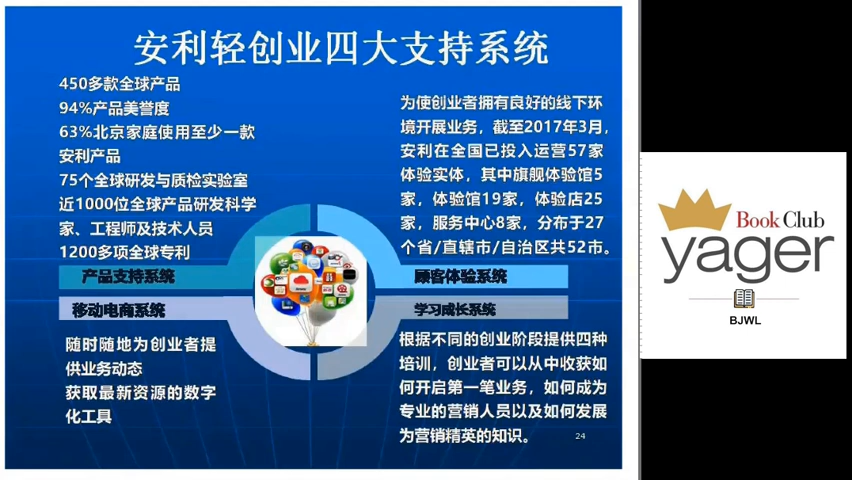 安利轻创业四大支持系统
450多款全球产品
94%产品美誉度
63%北京家庭使用至少一款
安利产品
75个全球研发与质检实验室
近1000位全球产品研发科学
家、工程师及技术人员
1200多项全球专利
产品支持系统
为使创业者拥有良好的线下环
境开展业务，截至2017年3月，
安利在全国已投入运营57家
体验实体，其中旗舰体验馆5
家，体验馆19家，体验店25
家，服务中心8家，分布于27
个省/直辖市/自治区共52市。
顾客体验系统
移动电商系统
随时随地为创业者提
供业务动态
获取最新资源的数字
化工具
学习成长系统
根据不同的创业阶段提供四种
培训，创业者可以从中收获如
何开启第一笔业务，如何成为
专业的营销人员以及如何发展
为营销精英的知识。
24
Book Club
yager
BJWL